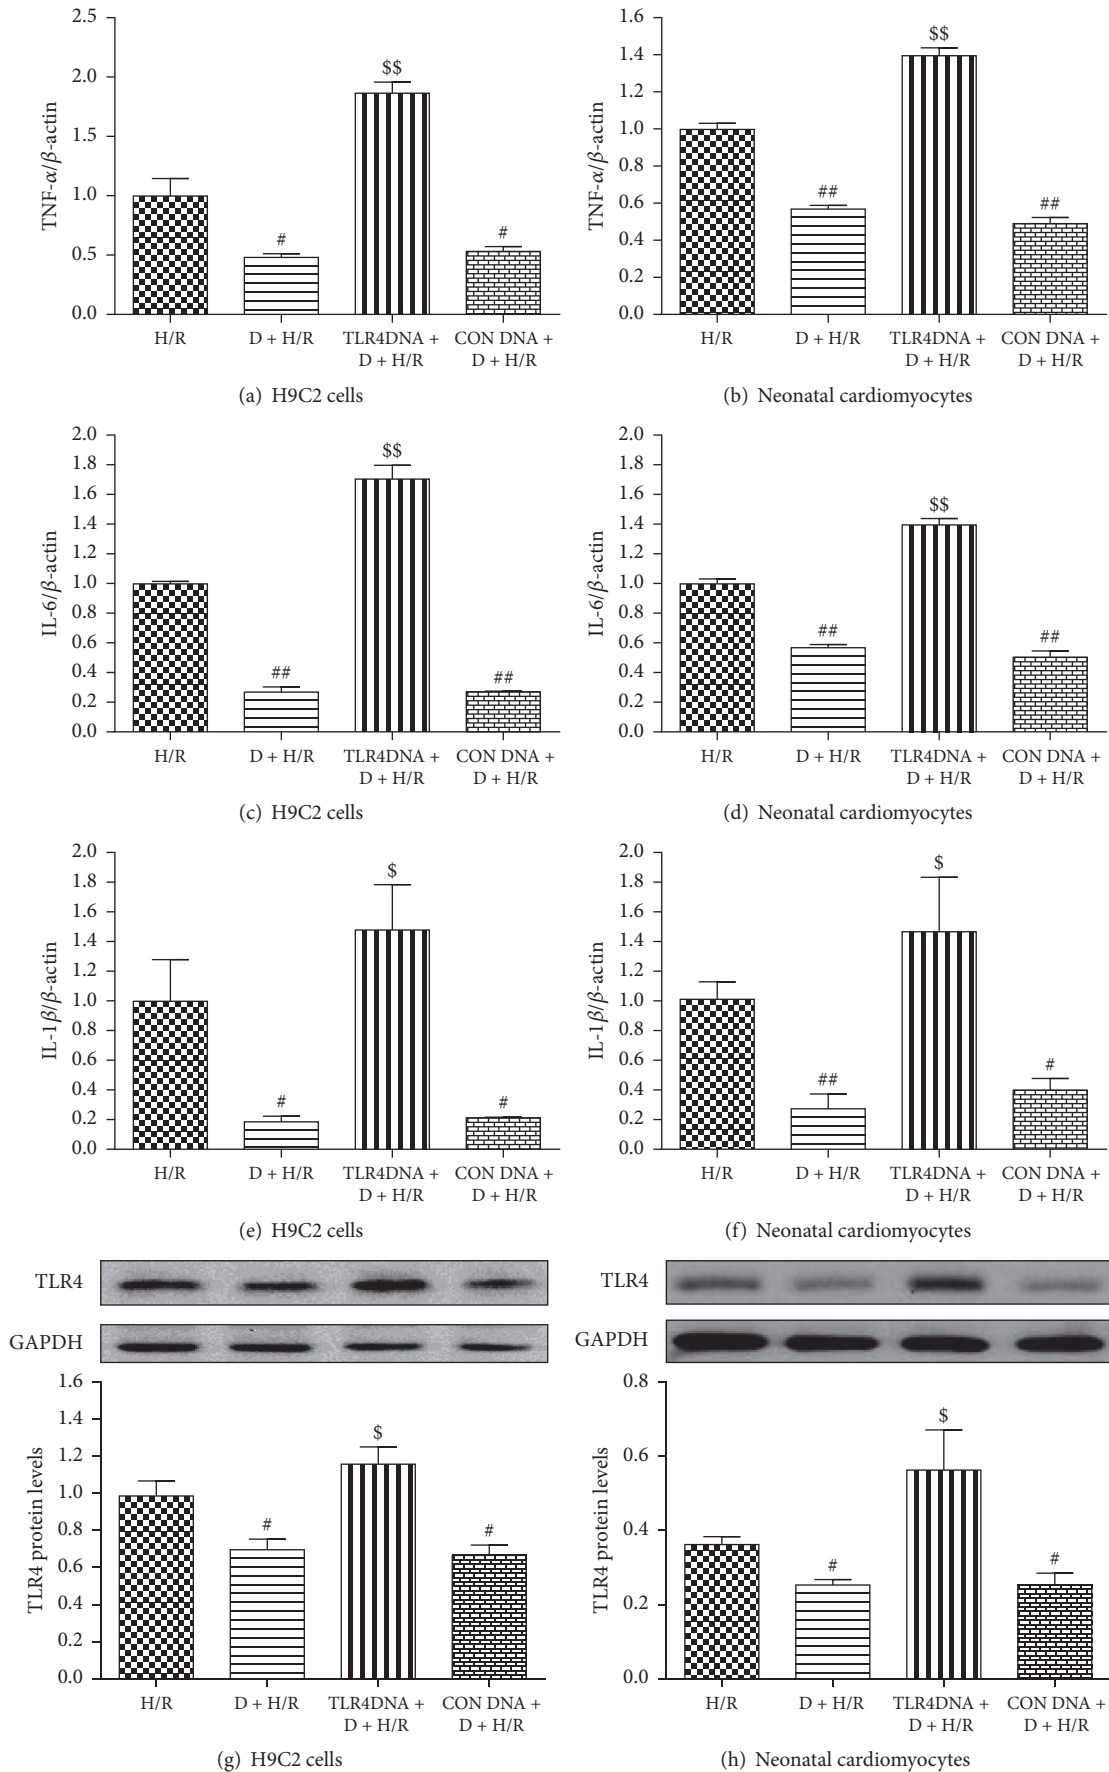 TNF-α/β-actin
2.5
2.0
1.5
1.0
0.5
0.0
#
$$
#
H/R
D + H/R
TLR4DNA +
D + H/R
CON DNA +
D + H/R
(a) H9C2 cells
TNF-α/β-actin
1.6
1.4
1.2
1.0
0.8
0.6
0.4
0.2
0.0
##
$$
##
H/R
D + H/R
TLR4DNA +
D + H/R
CON DNA +
D + H/R
(b) Neonatal cardiomyocytes
IL-6/β-actin
2.0
1.8
1.6
1.4
1.2
1.0
0.8
0.6
0.4
0.2
0.0
##
$$
##
H/R
D + H/R
TLR4DNA +
D + H/R
CON DNA +
D + H/R
(c) H9C2 cells
IL-6/β-actin
2.0
1.8
1.6
1.4
1.2
1.0
0.8
0.6
0.4
0.2
0.0
##
$$
##
H/R
D + H/R
TLR4DNA +
D + H/R
CON DNA +
D + H/R
(d) Neonatal cardiomyocytes
IL-1β/β-actin
2.0
1.8
1.6
1.4
1.2
1.0
0.8
0.6
0.4
0.2
0.0
#
$
#
H/R
D + H/R
TLR4DNA +
D + H/R
CON DNA +
D + H/R
(e) H9C2 cells
IL-1β/β-actin
2.0
1.8
1.6
1.4
1.2
1.0
0.8
0.6
0.4
0.2
0.0
##
$
#
H/R
D + H/R
TLR4DNA +
D + H/R
CON DNA +
D + H/R
(f) Neonatal cardiomyocytes
TLR4
GAPDH
TLR4 protein levels
1.6
1.4
1.2
1.0
0.8
0.6
0.4
0.2
0.0
#
$
#
H/R
D + H/R
TLR4DNA +
D + H/R
CON DNA +
D + H/R
(g) H9C2 cells
TLR4
GAPDH
TLR4 protein levels
0.8
0.6
0.4
0.2
0.0
#
$
#
H/R
D + H/R
TLR4DNA +
D + H/R
CON DNA +
D + H/R
(h) Neonatal cardiomyocytes